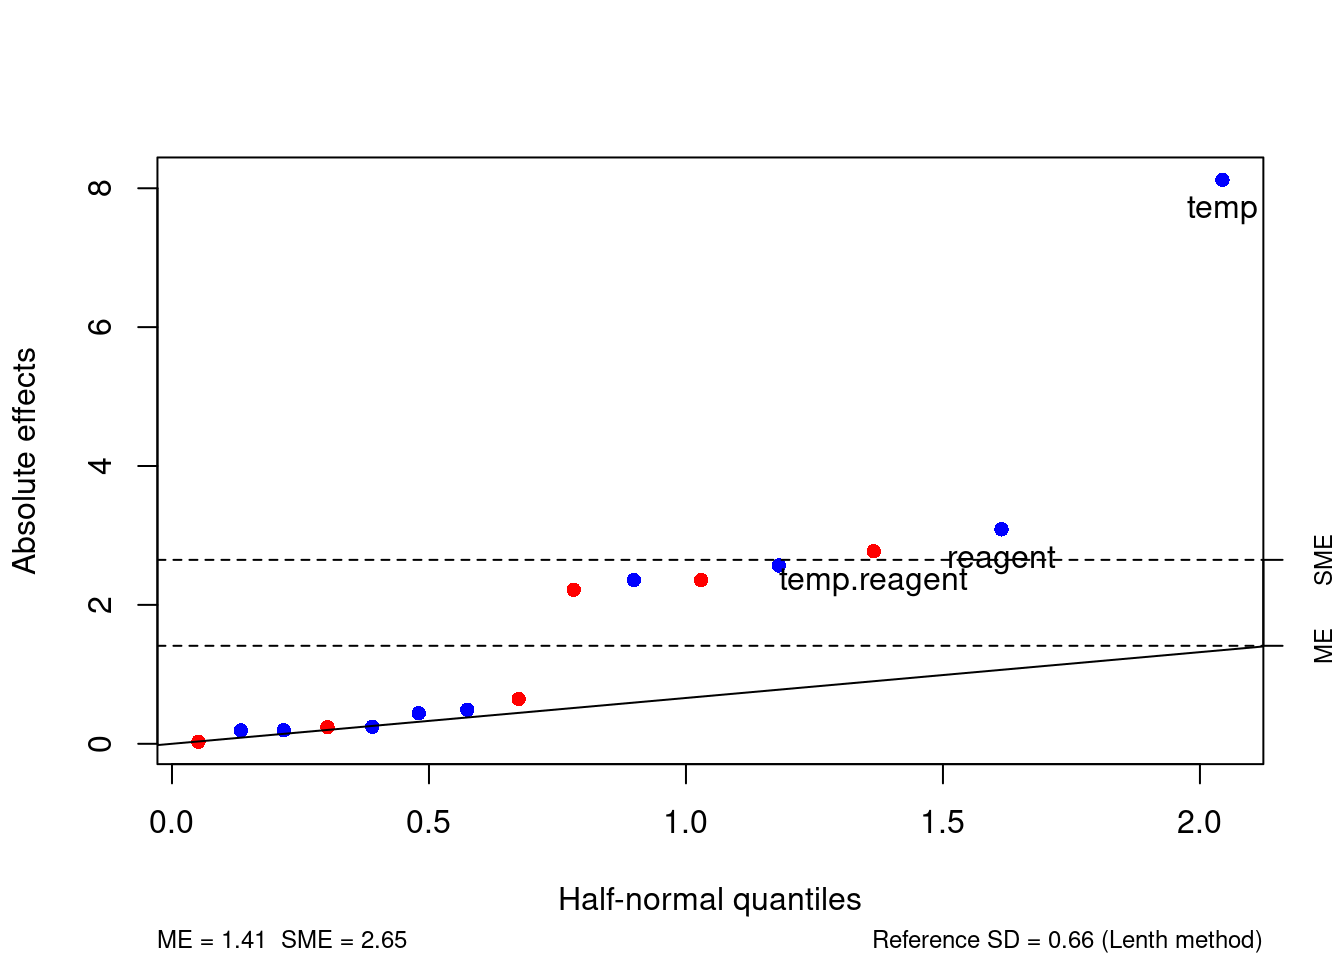 8
temp
6
Absolute effects
4
reagent
SME
temp.reagent
2
ME
0
0.0 0.5 1.0 1.5 2.0
Half-normal quantiles
ME = 1.41 SME = 2.65
Reference SD = 0.66 (Lenth method)